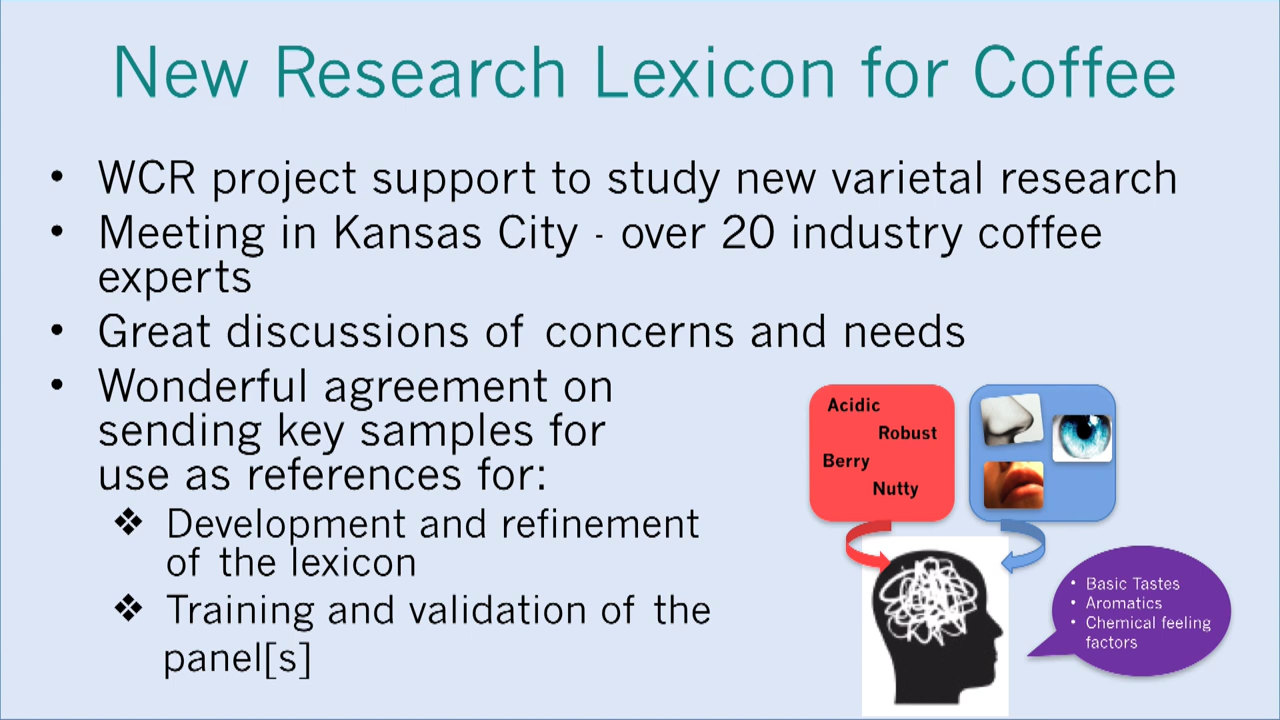 New Research Lexicon for Coffee
• WCR project support to study new varietal research
• Meeting in Kansas City - over 20 industry coffee
experts
• Great discussions of concerns and needs
• Wonderful agreement on
sending key samples for
use as references for:
❖ Development and refinement
of the lexicon
❖ Training and validation of the
panel[s]
Acidic
Robust
Berry
Nutty
• Basic Tastes
• Aromatics
• Chemical feeling
factors